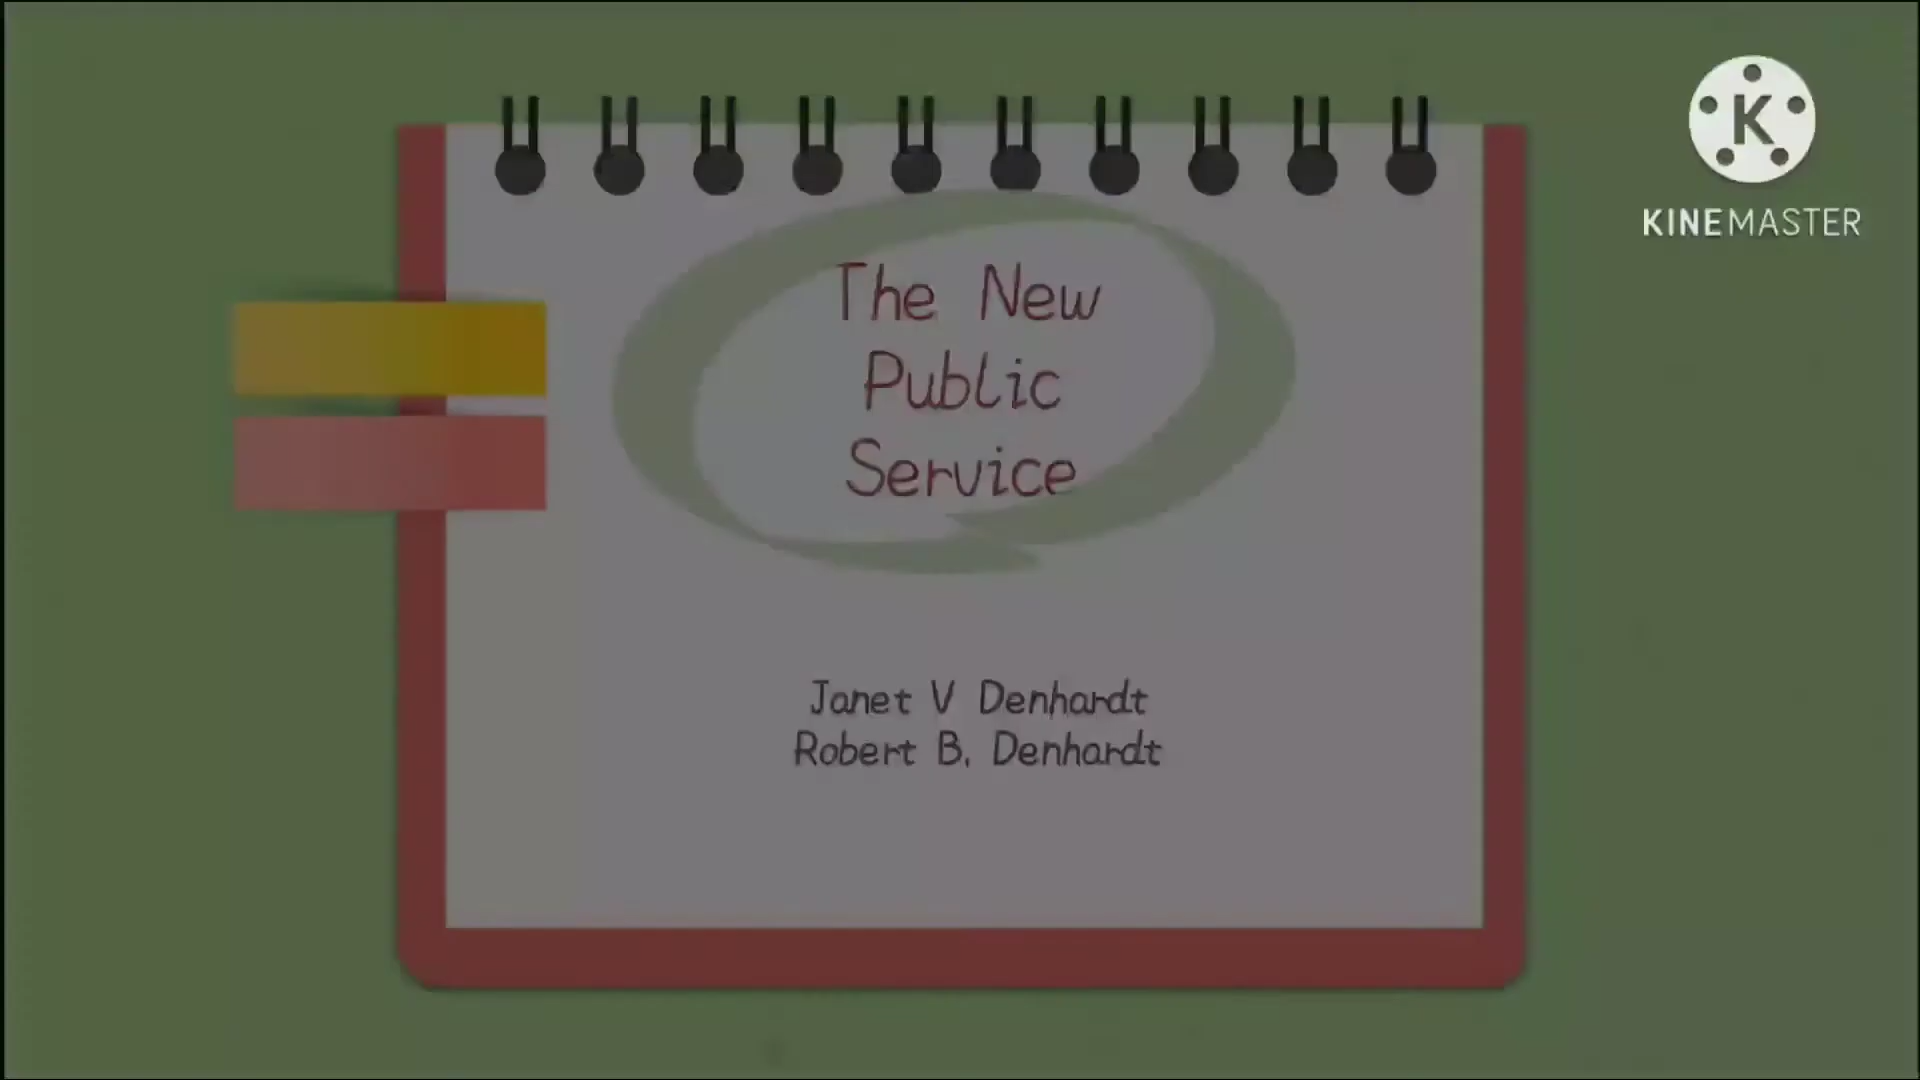 The New
Public
Service
Janet V Denhardt
Robert B. Denhardt
K
KINEMASTER